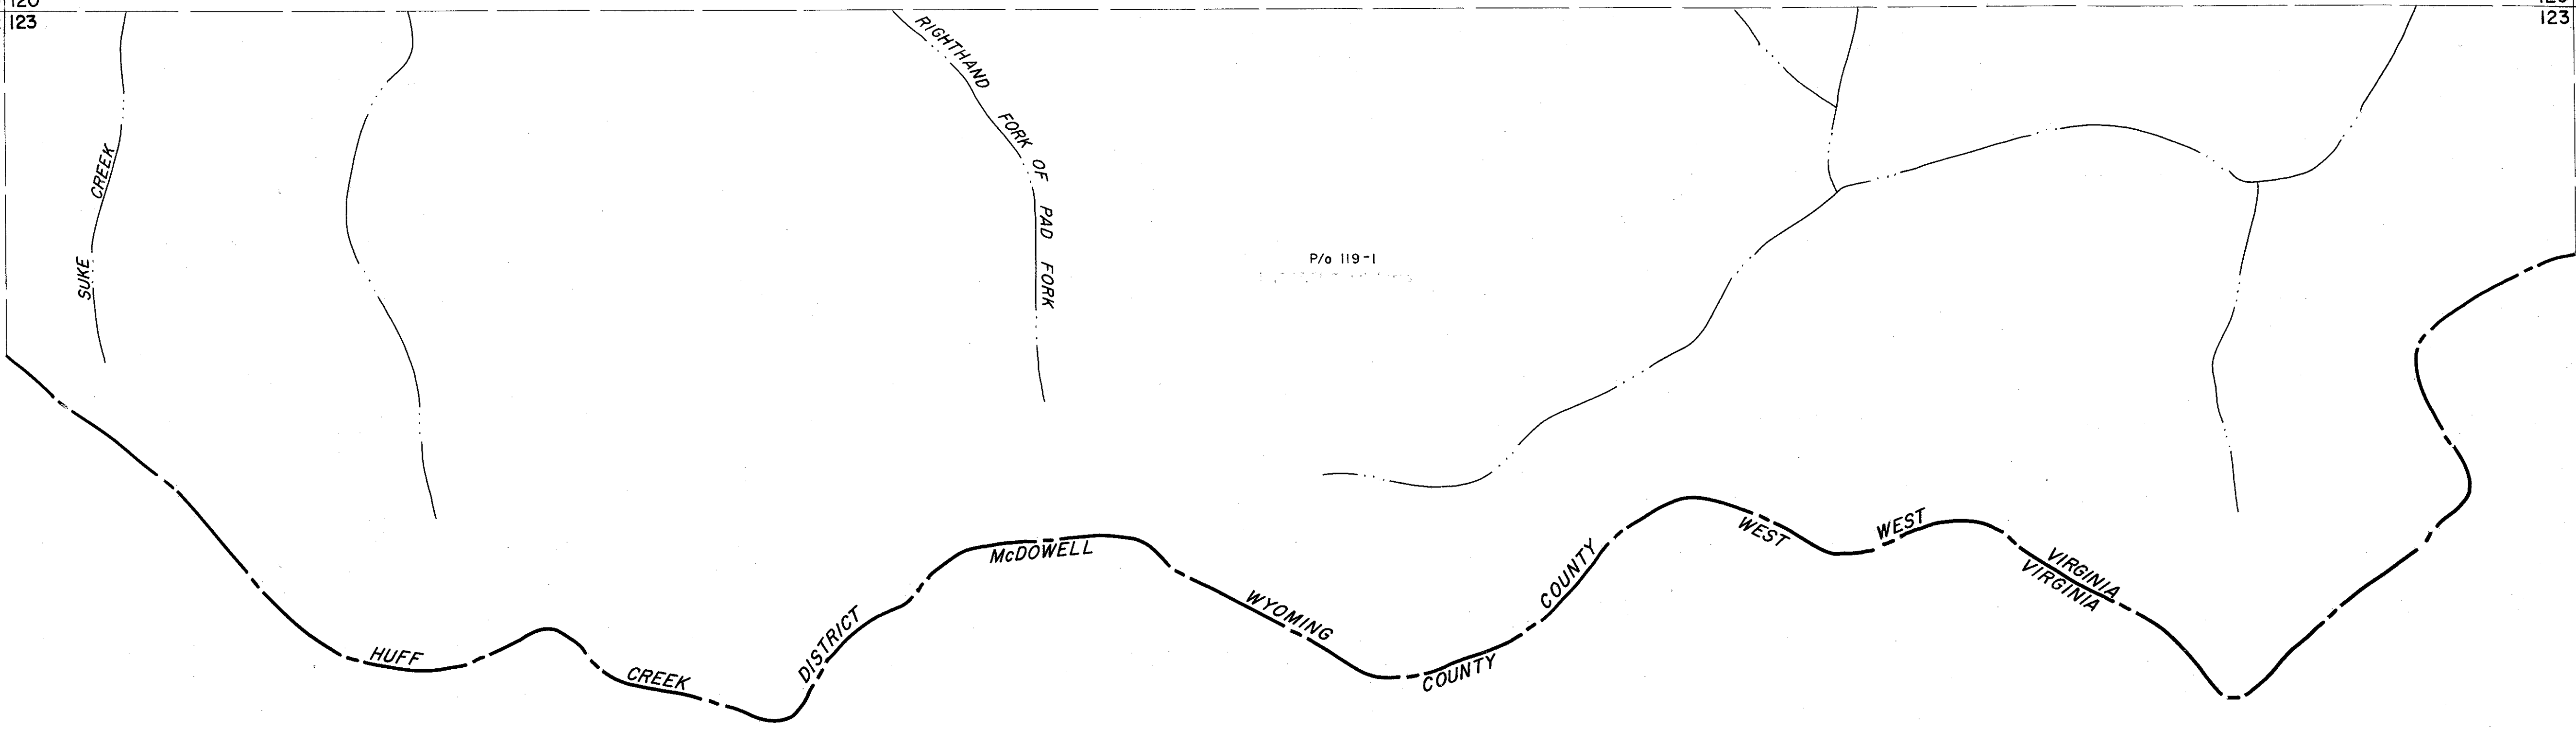 120
123
123
RIGHTHAND FORK OF PAD FORK
SUKE CREEK
P/o 119-1
HUFF CREEK DISTRICT
McDOWELL COUNTY WEST VIRGINIA
WYOMING COUNTY WEST VIRGINIA